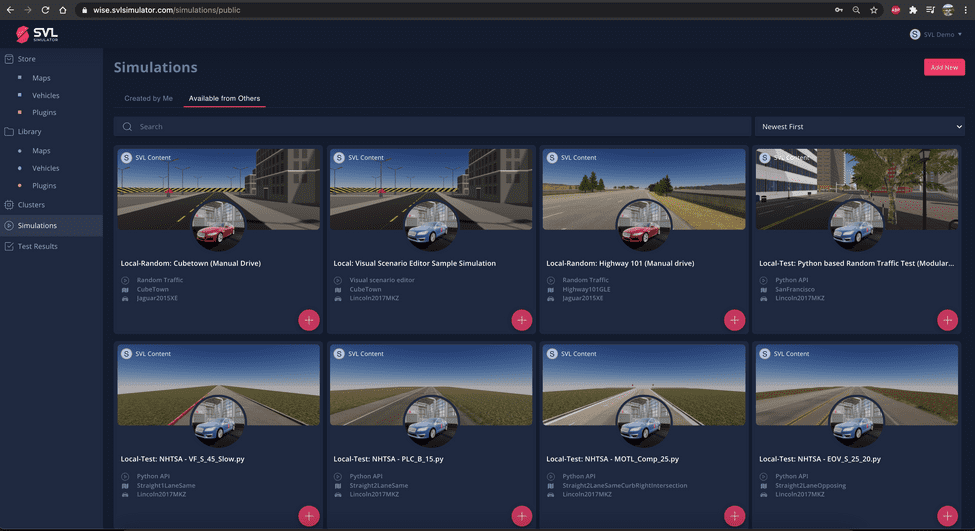 wise.svlsimulator.com/simulations/public
ABP
SVL
SIMULATOR
S SVL Demo
Store
Maps
Vehicles
Plugins
Library
Maps
Vehicles
Plugins
Clusters
Simulations
Test Results
Simulations
Add New
Created by Me
Available from Others
Search
Newest First
S SVL Content
Local-Random: Cubetown (Manual Drive)
Random Traffic
CubeTown
Jaguar2015XE
S SVL Content
Local: Visual Scenario Editor Sample Simulation
Visual scenario editor
CubeTown
Lincoln2017MKZ
S SVL Content
Local-Random: Highway 101 (Manual drive)
Random Traffic
Highway101GLE
Jaguar2015XE
S SVL Content
Local-Test: Python based Random Traffic Test (Modular...
Python API
SanFrancisco
Lincoln2017MKZ
S SVL Content
Local-Test: NHTSA - VF_S_45_Slow.py
Python API
Straight1LaneSame
Lincoln2017MKZ
S SVL Content
Local-Test: NHTSA - PLC_B_15.py
Python API
Straight2LaneSame
Lincoln2017MKZ
S SVL Content
Local-Test: NHTSA - MOTL_Comp_25.py
Python API
Straight2LaneSameCurbRightIntersection
Lincoln2017MKZ
S SVL Content
Local-Test: NHTSA - EOV_S_25_20.py
Python API
Straight2LaneOpposing
Lincoln2017MKZ